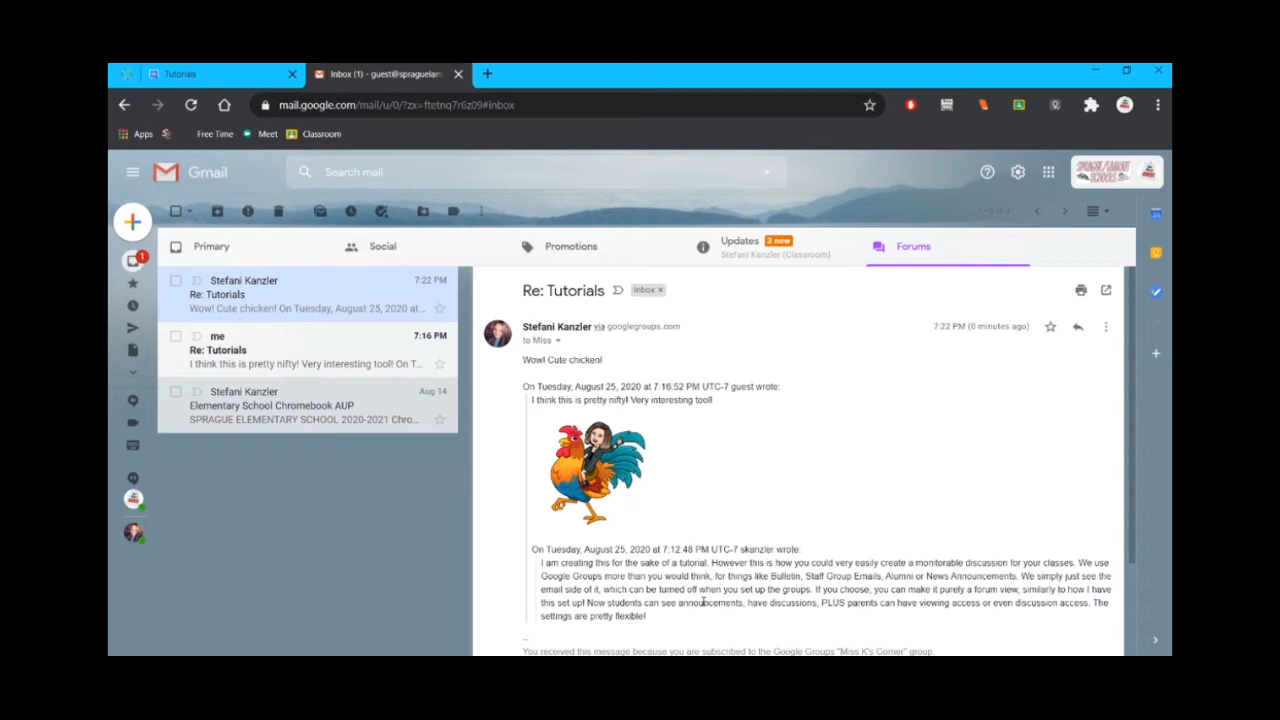 Tutorials
Inbox (1) - guest@spraguelam
mail.google.com/mail/u/0/?zx=ftetnq7r6z09#inbox
Apps
Free Time
Meet
Classroom
Gmail
Search mail
SPRAGUE/LAMONT
SCHOOLS
Primary
Social
Promotions
Updates 2 new
Stefani Kanzler (Classroom)
Forums
1
Stefani Kanzler 7:22 PM
Re: Tutorials
Wow! Cute chicken! On Tuesday, August 25, 2020 at...
me 7:16 PM
Re: Tutorials
I think this is pretty nifty! Very interesting tool! On T...
Stefani Kanzler Aug 14
Elementary School Chromebook AUP
SPRAGUE ELEMENTARY SCHOOL 2020-2021 Chro...
Re: Tutorials Inbox x
Stefani Kanzler via googlegroups.com 7:22 PM (0 minutes ago)
to Miss
Wow! Cute chicken!
On Tuesday, August 25, 2020 at 7:16:52 PM UTC-7 guest wrote:
I think this is pretty nifty! Very interesting tool!
On Tuesday, August 25, 2020 at 7:12:48 PM UTC-7 skanzler wrote:
I am creating this for the sake of a tutorial. However this is how you could very easily create a monitorable discussion for your classes. We use
Google Groups more than you would think, for things like Bulletin, Staff Group Emails, Alumni or News Announcements. We simply just see the
email side of it, which can be turned off when you set up the groups. If you choose, you can make it purely a forum view, similarly to how I have
this set up! Now students can see announcements, have discussions, PLUS parents can have viewing access or even discussion access. The
settings are pretty flexible!
--
You received this message because you are subscribed to the Google Groups "Miss K's Corner" group.